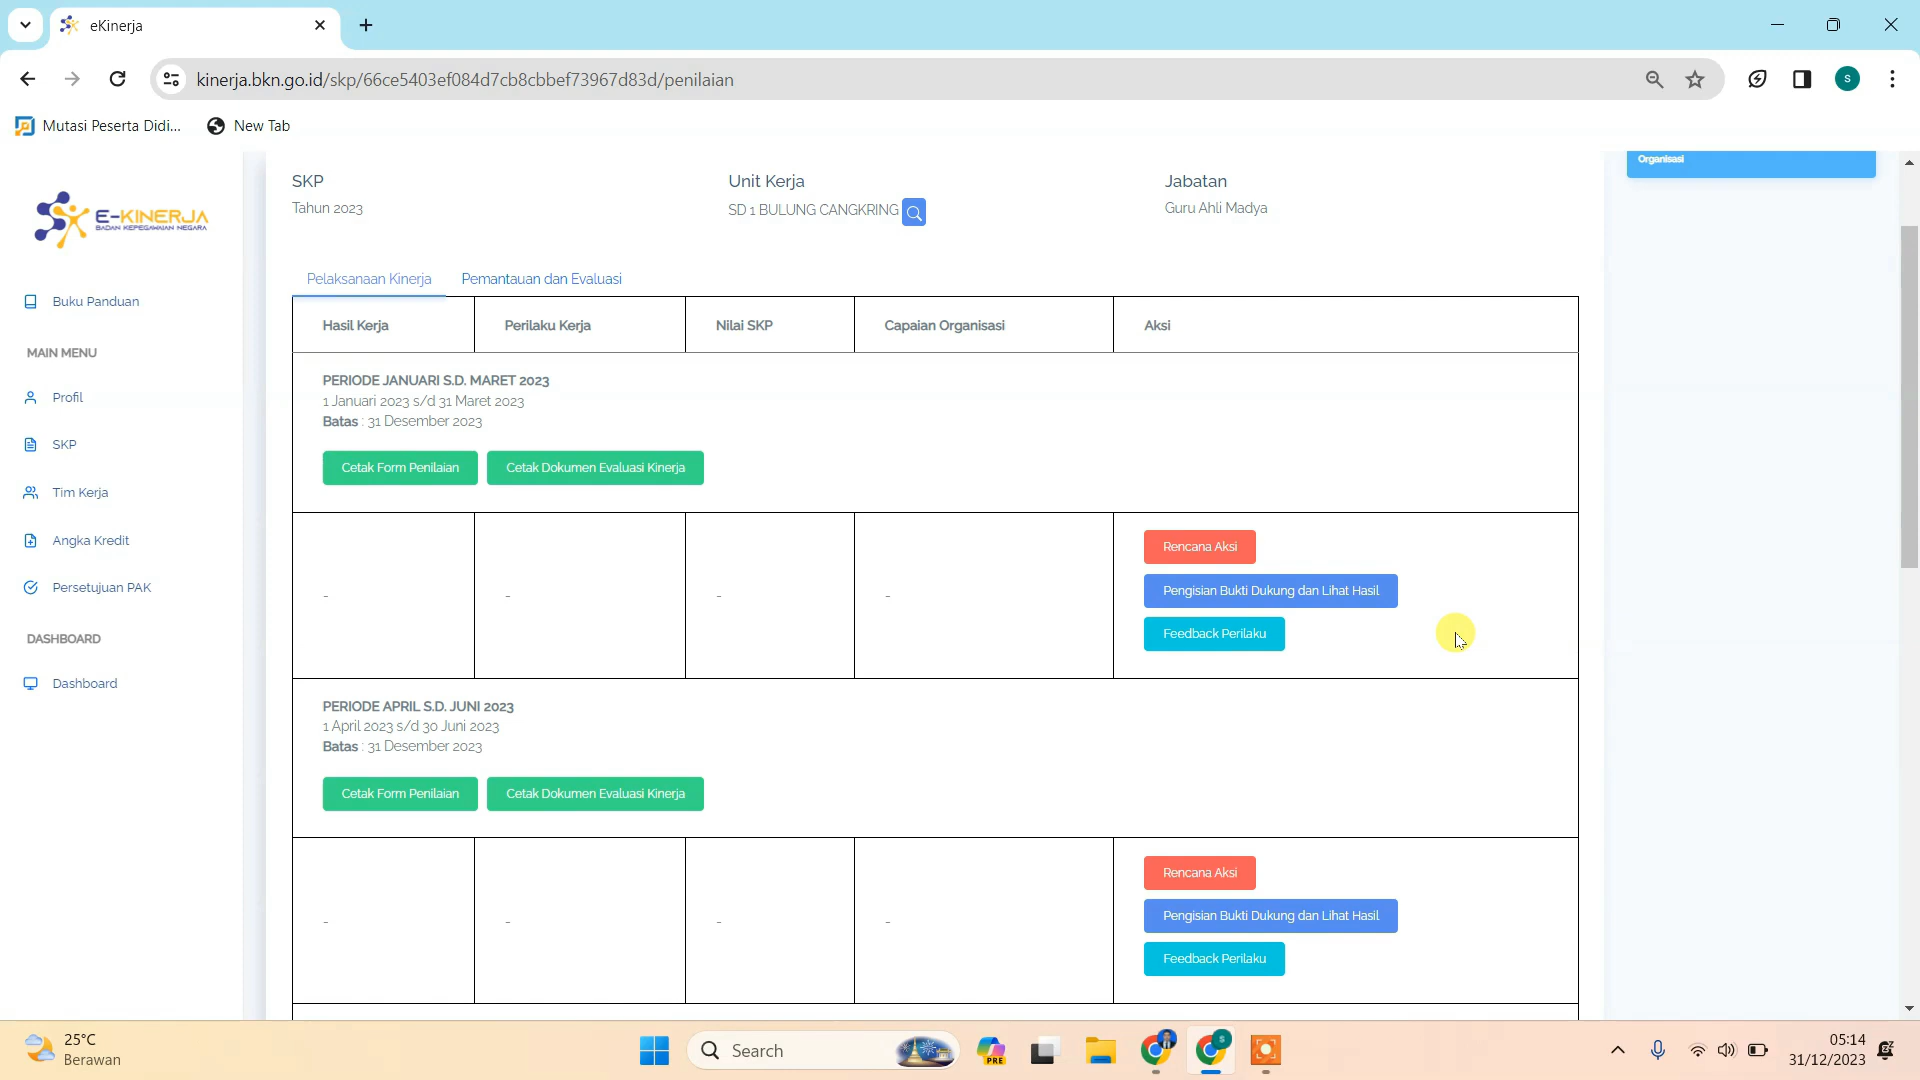 eKinerja
kinerja.bkn.go.id/skp/66ce5403ef084d7cb8cbbef73967d83d/penilaian
S
Mutasi Peserta Didi...
New Tab
E-KINERJA
BADAN KEPEGAWAIAN NEGARA
Buku Panduan
MAIN MENU
Profil
SKP
Tim Kerja
Angka Kredit
Persetujuan PAK
DASHBOARD
Dashboard
Organisasi
SKP
Tahun 2023
Unit Kerja
SD 1 BULUNG CANGKRING
Jabatan
Guru Ahli Madya
Pelaksanaan Kinerja
Pemantauan dan Evaluasi
Hasil Kerja
Perilaku Kerja
Nilai SKP
Capaian Organisasi
Aksi
PERIODE JANUARI S.D. MARET 2023
1 Januari 2023 s/d 31 Maret 2023
Batas : 31 Desember 2023
Cetak Form Penilaian
Cetak Dokumen Evaluasi Kinerja
-
-
-
-
Rencana Aksi
Pengisian Bukti Dukung dan Lihat Hasil
Feedback Perilaku
PERIODE APRIL S.D. JUNI 2023
1 April 2023 s/d 30 Juni 2023
Batas : 31 Desember 2023
Cetak Form Penilaian
Cetak Dokumen Evaluasi Kinerja
-
-
-
-
Rencana Aksi
Pengisian Bukti Dukung dan Lihat Hasil
Feedback Perilaku
25°C
Berawan
Search
PRE
S
05:14
31/12/2023